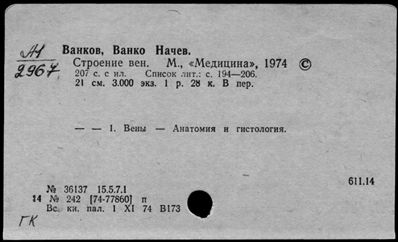 А1
2967
Ванков, Ванко Начев.
Строение вен. М., «Медицина», 1974 ©
207 с. с ил. Список лит.: с. 194—206.
21 см. 3.000 экз. 1 р. 28 к. В пер.
— — 1. Вены — Анатомия и гистология.
№ 36137 15.5.7.1
14 № 242 [74-77860] п
Вс. кн. пал. 1 XI 74 В173
611.14
ГК